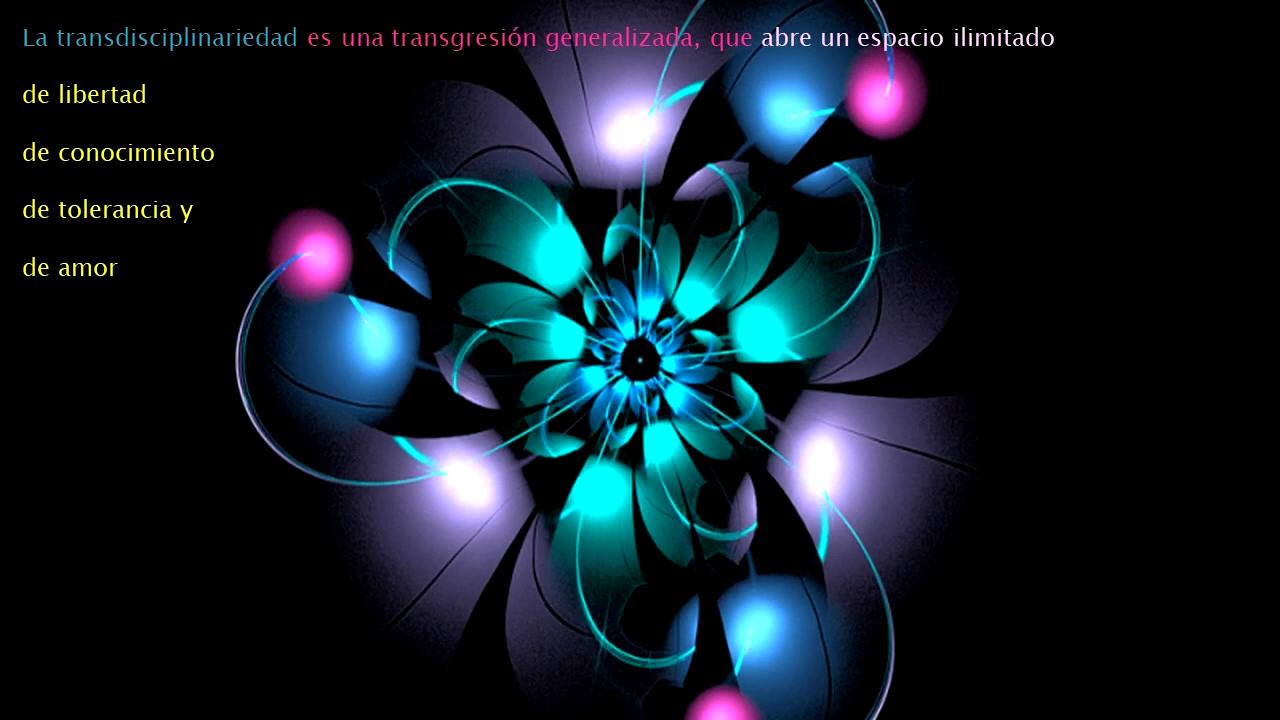 La transdisciplinariedad es una transgresión generalizada, que abre un espacio ilimitado
de libertad
de conocimiento
de tolerancia y
de amor